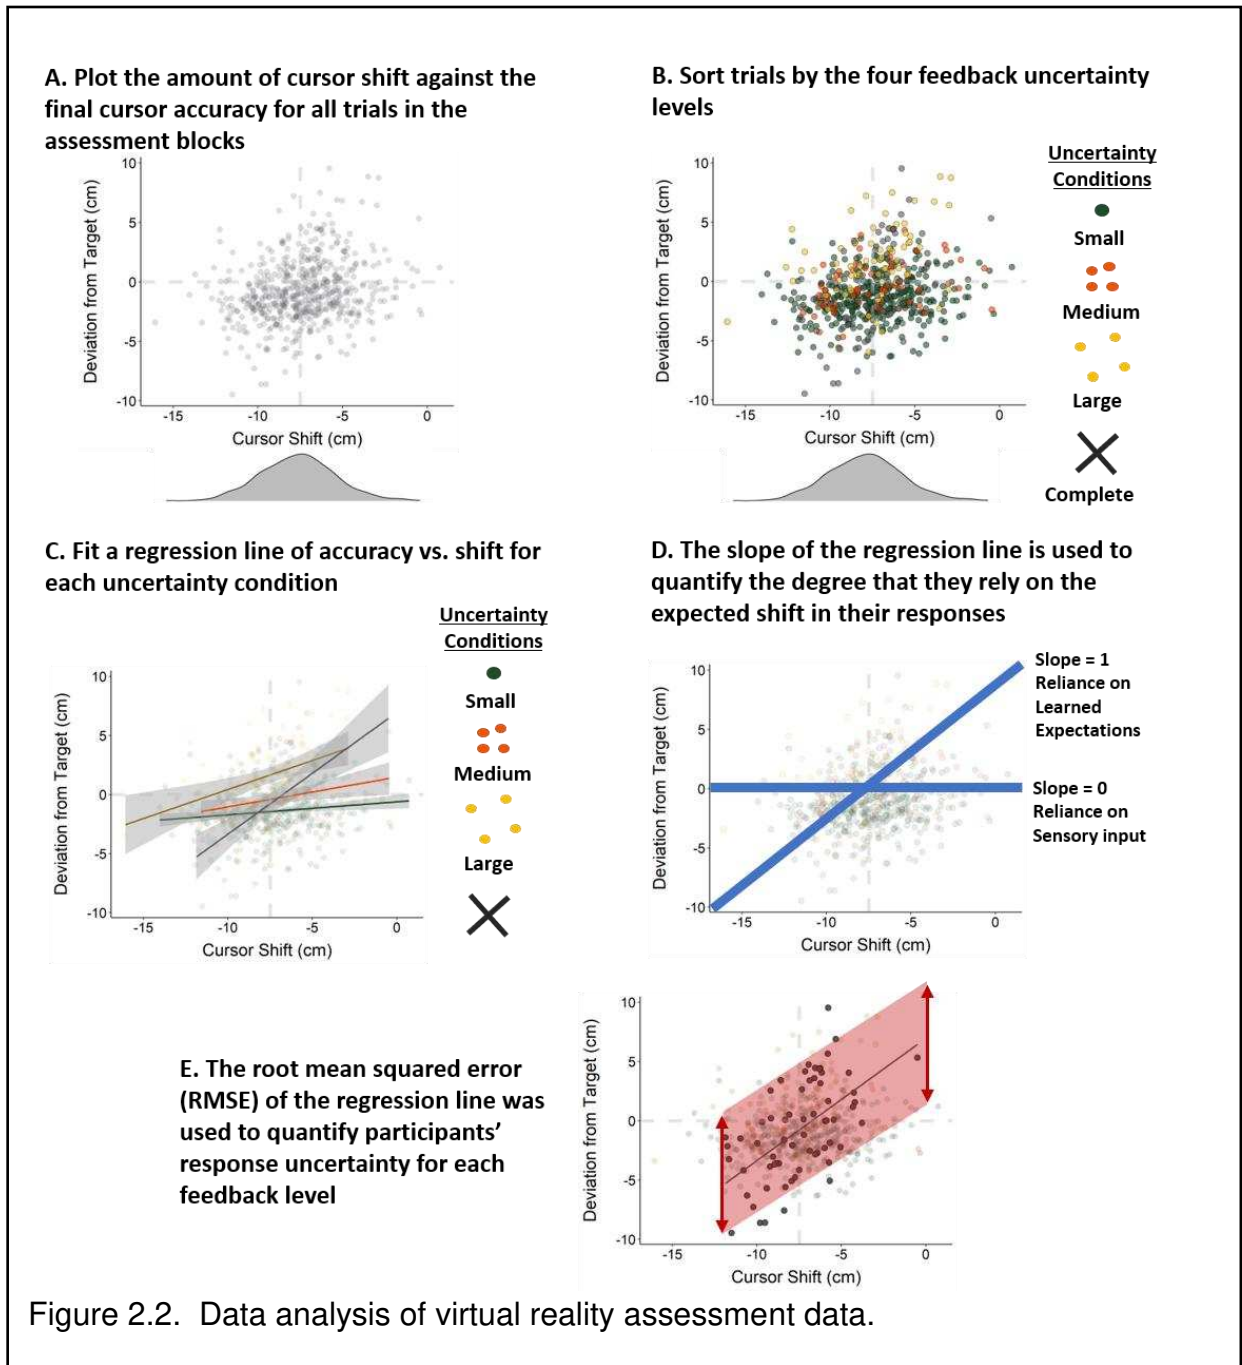 A. Plot the amount of cursor shift against the
final cursor accuracy for all trials in the
assessment blocks
10
5
0
-5
-10
Deviation from Target (cm)
-15
-10
-5
0
Cursor Shift (cm)
B. Sort trials by the four feedback uncertainty
levels
10
5
0
-5
-10
Deviation from Target (cm)
-15
-10
-5
0
Cursor Shift (cm)
Uncertainty
Conditions
Small
Medium
Large
Complete
C. Fit a regression line of accuracy vs. shift for
each uncertainty condition
10
5
0
-5
-10
Deviation from Target (cm)
-15
-10
-5
0
Cursor Shift (cm)
Uncertainty
Conditions
Small
Medium
Large
D. The slope of the regression line is used to
quantify the degree that they rely on the
expected shift in their responses
10
5
0
-5
-10
Deviation from Target (cm)
-15
-10
-5
0
Cursor Shift (cm)
Slope = 1
Reliance on
Learned
Expectations
Slope = 0
Reliance on
Sensory input
E. The root mean squared error
(RMSE) of the regression line was
used to quantify participants’
response uncertainty for each
feedback level
10
5
0
-5
-10
Deviation from Target (cm)
-15
-10
-5
0
Cursor Shift (cm)
Figure 2.2. Data analysis of virtual reality assessment data.